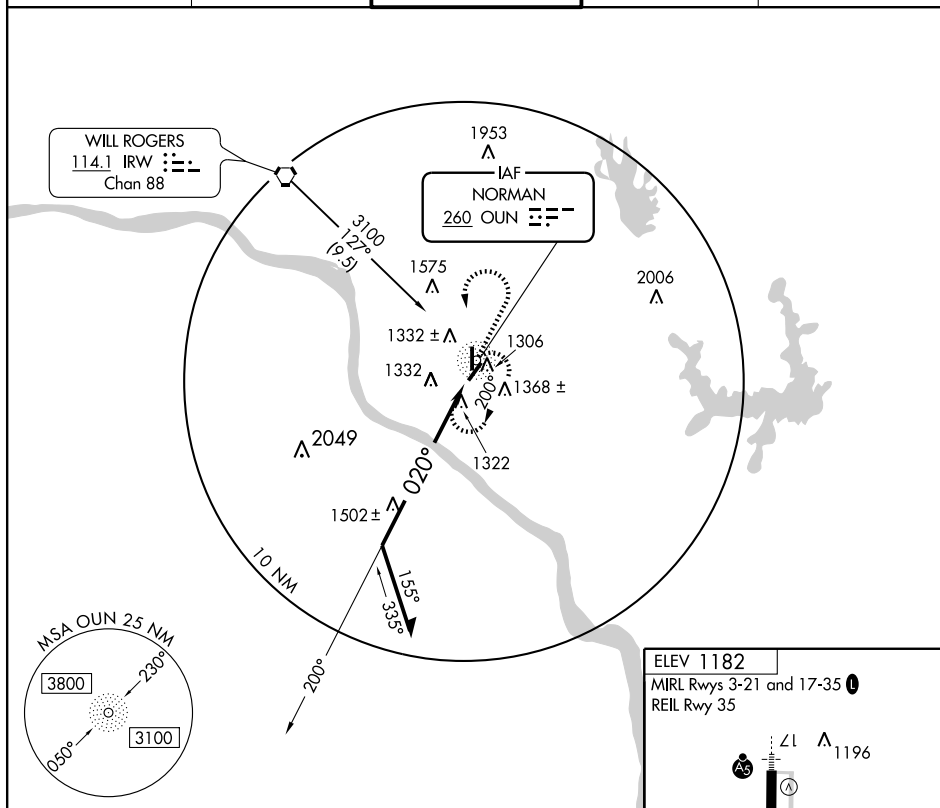 WILL ROGERS
114.1 IRW
Chan 88
1953
IAF
NORMAN
260 OUN
3100
127°
(9.5)
1575
2006
1332 ±
1306
1332
1368 ±
200°
2049
1322
020°
1502 ±
10 NM
155°
335°
200°
MSA OUN 25 NM
3800
230°
3100
050°
ELEV 1182
MIRL Rwys 3-21 and 17-35 L
REIL Rwy 35
17
1196
A5
A